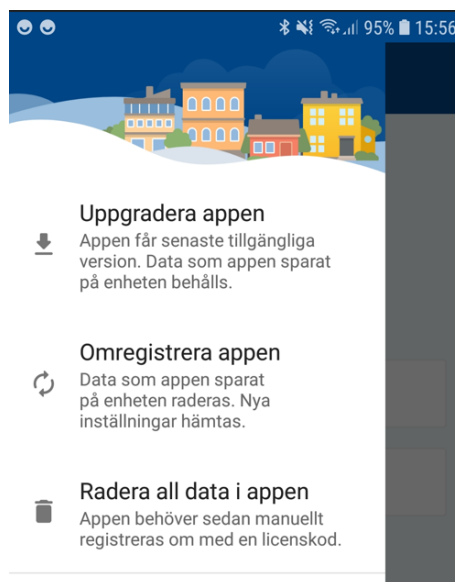 95% 15:56
Uppgradera appen
Appen får senaste tillgängliga
version. Data som appen sparat
på enheten behålls.
Omregistrera appen
Data som appen sparat
på enheten raderas. Nya
inställningar hämtas.
Radera all data i appen
Appen behöver sedan manuellt
registreras om med en licenskod.